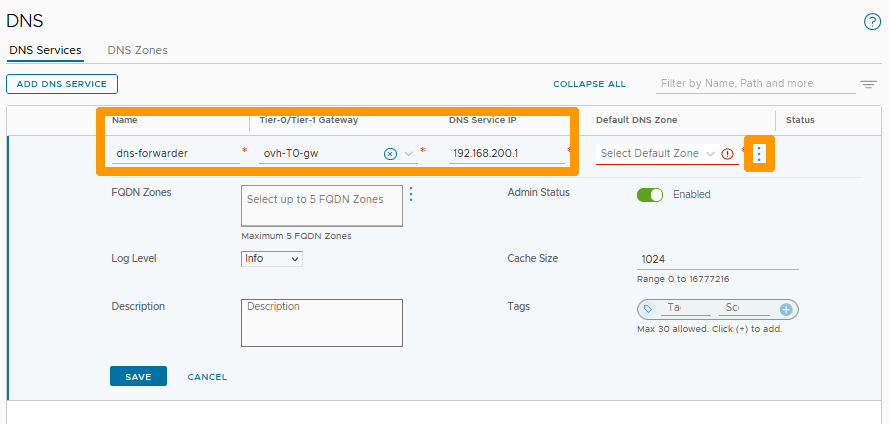 DNS
DNS Services DNS Zones
ADD DNS SERVICE COLLAPSE ALL Filter by Name, Path and more
Name Tier-0/Tier-1 Gateway DNS Service IP Default DNS Zone Status
dns-forwarder * ovh-T0-gw * 192.168.200.1 * Select Default Zone *
FQDN Zones Select up to 5 FQDN Zones Admin Status Enabled
Maximum 5 FQDN Zones
Log Level Info Cache Size 1024
Range 0 to 16777216
Description Description Tags Ta Sc
Max 30 allowed. Click (+) to add.
SAVE CANCEL